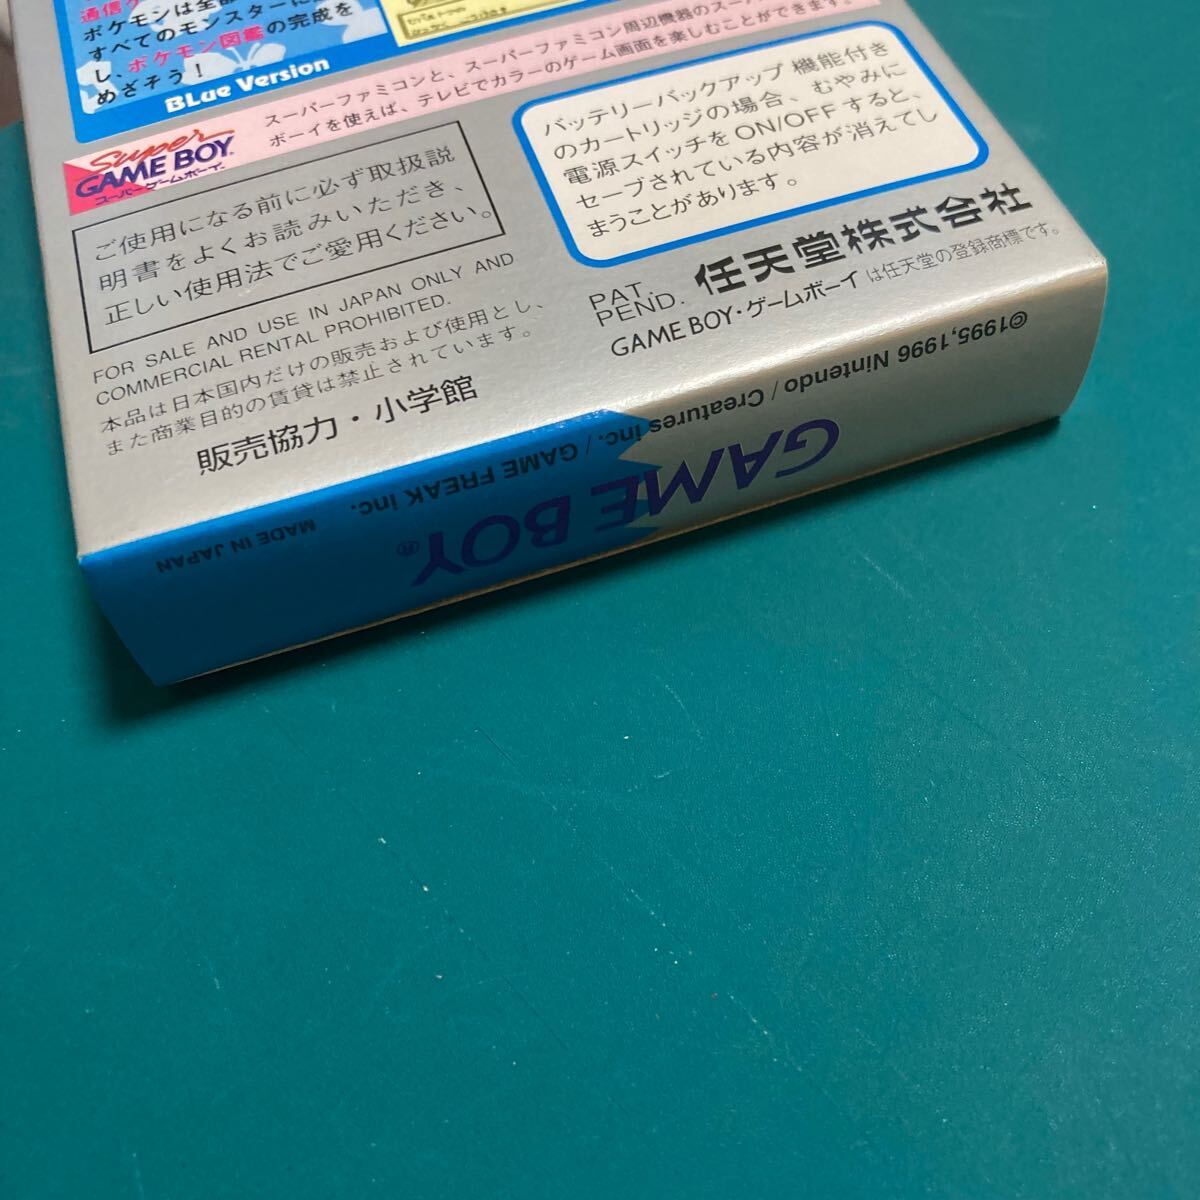 通信ケ
ポケモンは全部
すべてのモンスターに
し、ポケモン図鑑の完成を
めざそう！
BLue Version
スーパーファミコンと、スーパーファミコン周辺機器のスーパ
ボーイを使えば、テレビでカラーのゲーム画面を楽しむことができます。
Super
GAME BOY
スーパーゲームボーイ
ご使用になる前に必ず取扱説
明書をよくお読みいただき、
正しい使用法でご愛用ください。
FOR SALE AND USE IN JAPAN ONLY AND
COMMERCIAL RENTAL PROHIBITED.
本品は日本国内だけの販売および使用とし、
また商業目的の賃貸は禁止されています。
販売協力・小学館
バッテリーバックアップ機能付き
のカートリッジの場合、むやみに
電源スイッチをON/OFFすると、
セーブされている内容が消えてし
まうことがあります。
PAT.
PEND.
任天堂株式会社
GAME BOY・ゲームボーイは任天堂の登録商標です。
©1995,1996 Nintendo / Creatures inc. / GAME FREAK inc.
GAME BOY®
MADE IN JAPAN